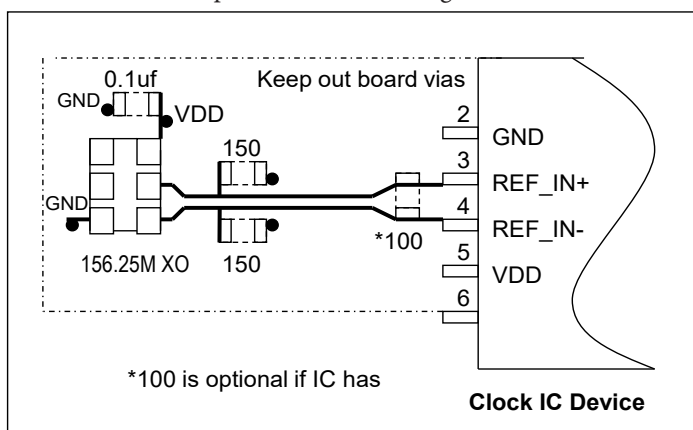 0.1uf
Keep out board vias
GND
VDD
2
GND
150
3
REF_IN+
GND
4
REF_IN-
*100
156.25M XO
150
5
VDD
6
*100 is optional if IC has
Clock IC Device